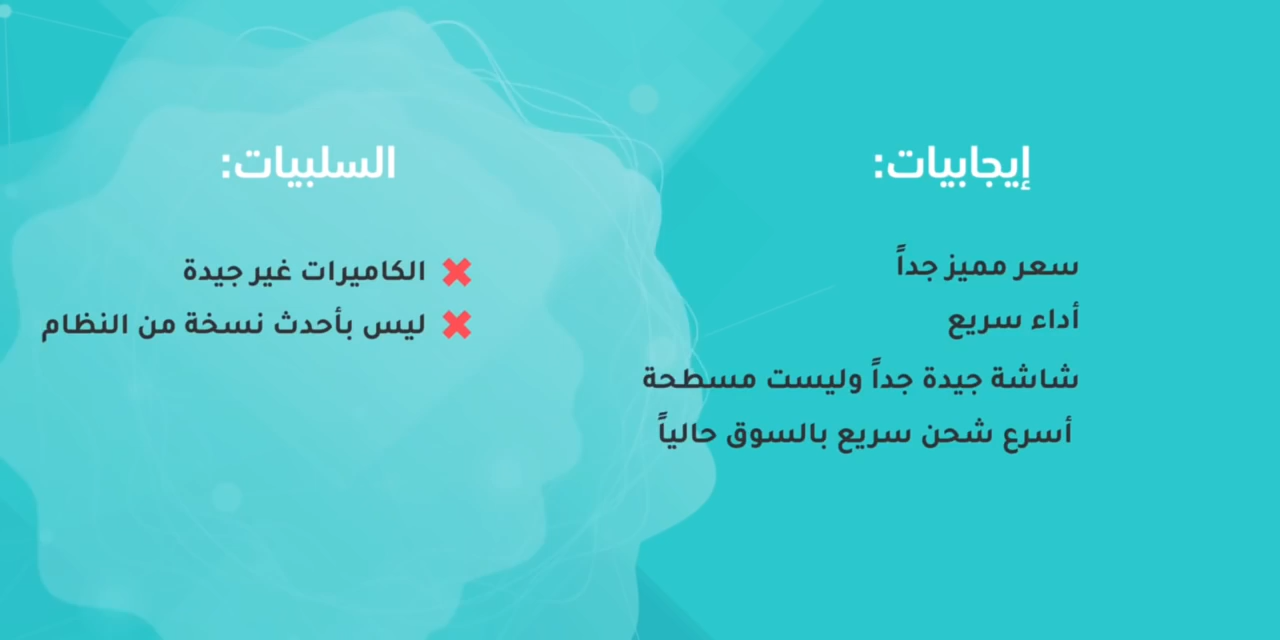 إيجابيات:
سعر مميز جداً
أداء سريع
شاشة جيدة جداً وليست مسطحة
أسرع شحن سريع بالسوق حالياً
السلبيات:
الكاميرات غير جيدة
ليس بأحدث نسخة من النظام